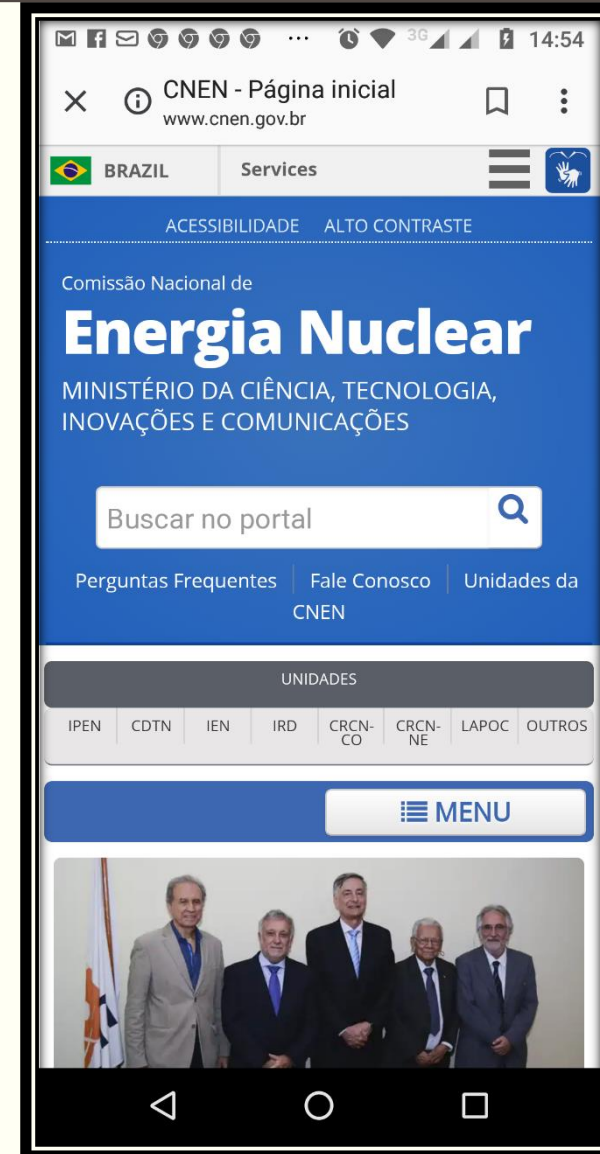 3G 14:54
CNEN - Página inicial
www.cnen.gov.br
BRAZIL Services
ACESSIBILIDADE ALTO CONTRASTE
Comissão Nacional de
Energia Nuclear
MINISTÉRIO DA CIÊNCIA, TECNOLOGIA,
INOVAÇÕES E COMUNICAÇÕES
Buscar no portal
Perguntas Frequentes Fale Conosco Unidades da
CNEN
UNIDADES
IPEN CDTN IEN IRD CRCN-CO CRCN-NE LAPOC OUTROS
MENU